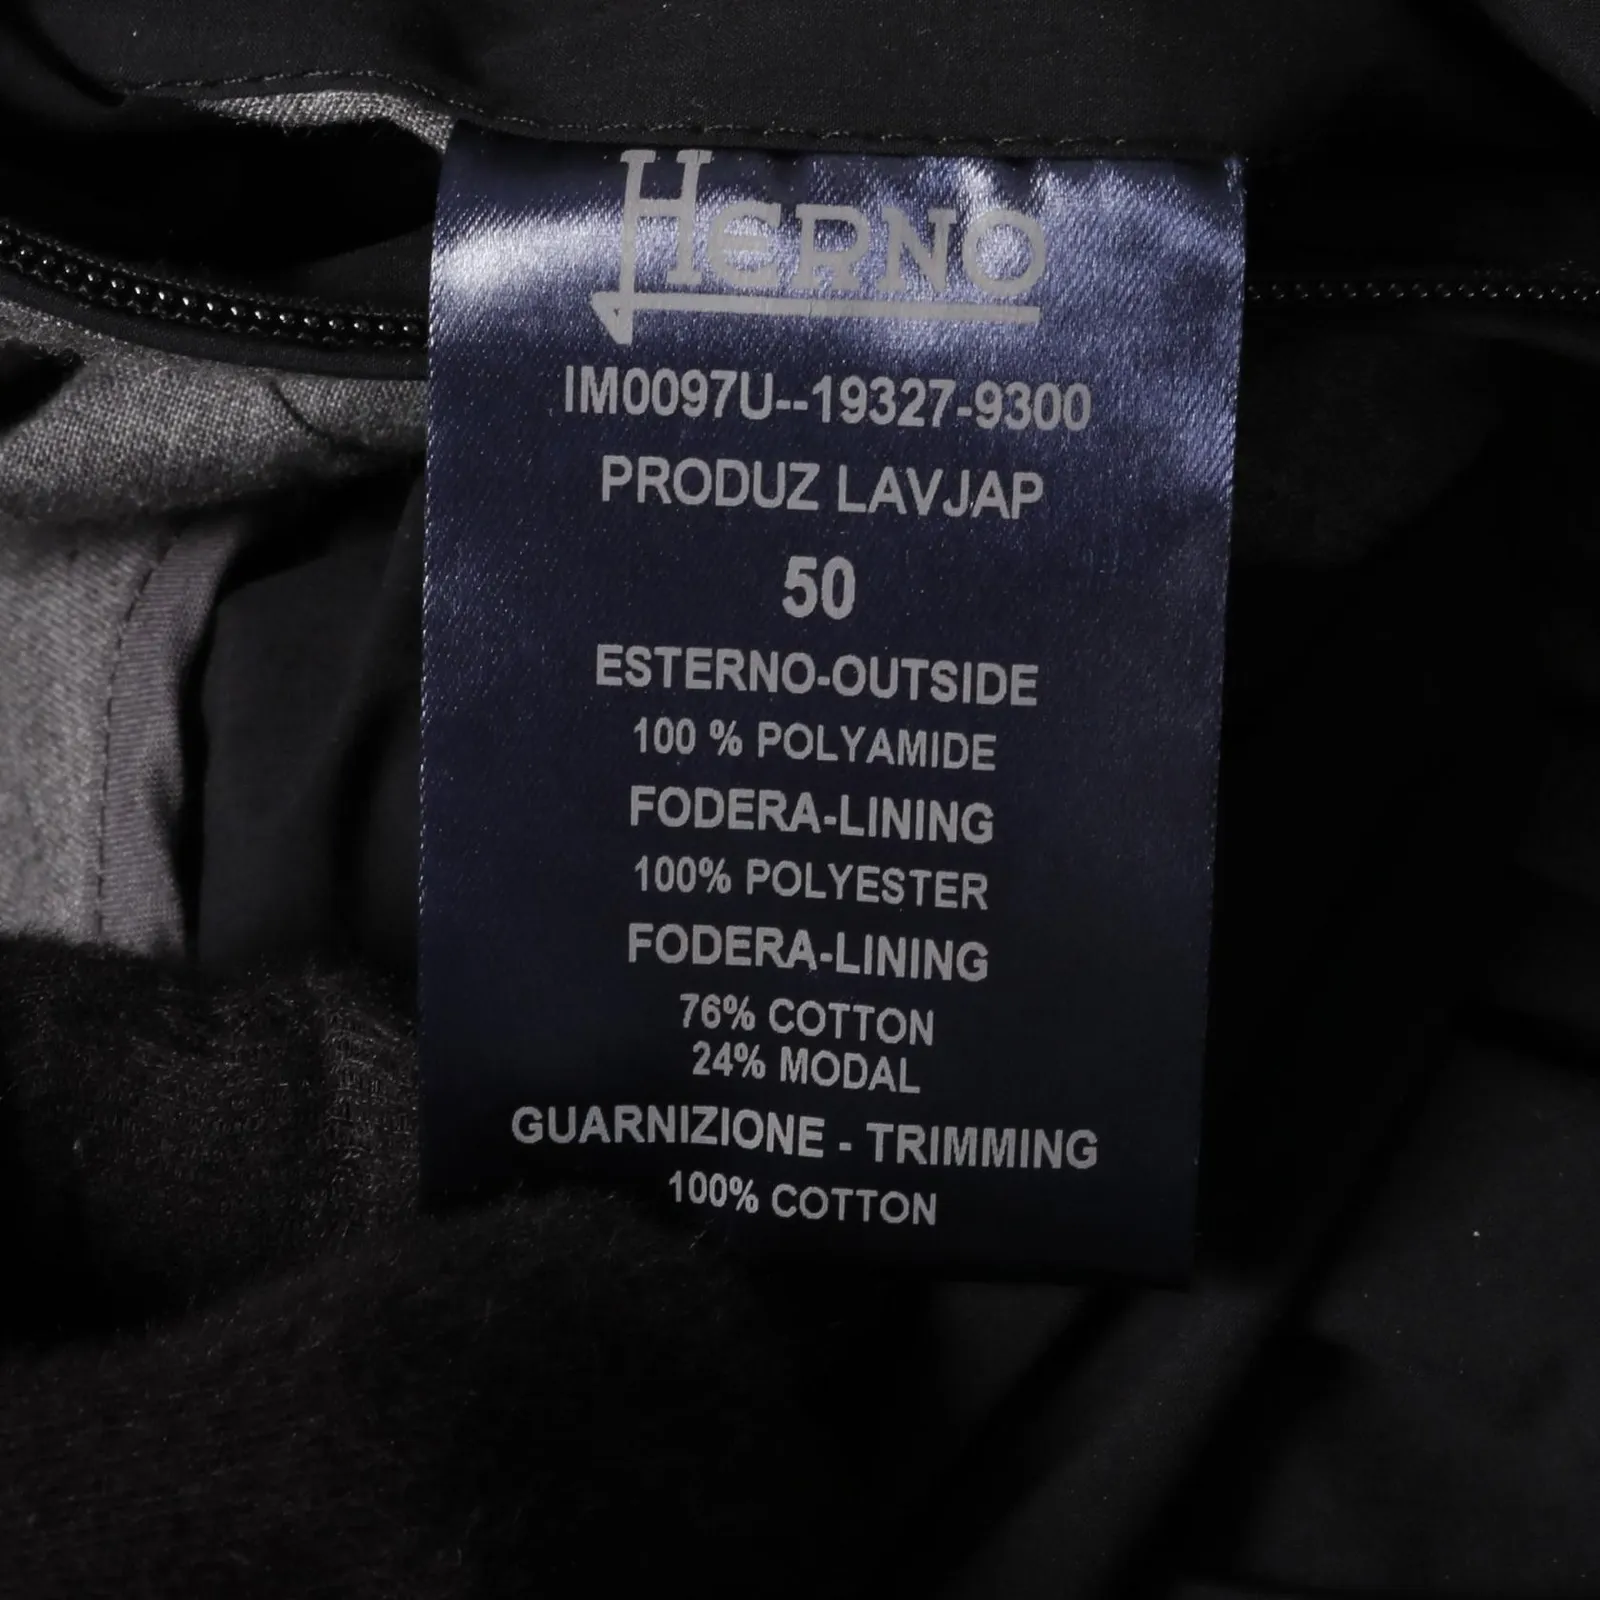 HERNO
IM0097U--19327-9300
PRODUZ LAVJAP
50
ESTERNO-OUTSIDE
100 % POLYAMIDE
FODERA-LINING
100% POLYESTER
FODERA-LINING
76% COTTON
24% MODAL
GUARNIZIONE - TRIMMING
100% COTTON